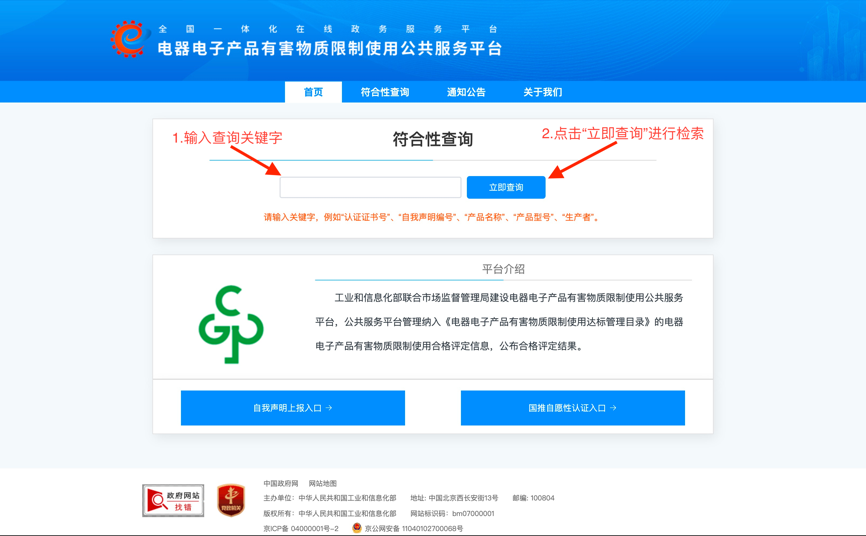 全国一体化在线政务服务平台
电器电子产品有害物质限制使用公共服务平台
首页 符合性查询 通知公告 关于我们
1.输入查询关键字
符合性查询
2.点击“立即查询”进行检索
立即查询
请输入关键字，例如“认证证书号”、“自我声明编号”、“产品名称”、“产品型号”、“生产者”。
平台介绍
工业和信息化部联合市场监督管理局建设电器电子产品有害物质限制使用公共服务
平台，公共服务平台管理纳入《电器电子产品有害物质限制使用达标管理目录》的电器
电子产品有害物质限制使用合格评定信息，公布合格评定结果。
CGP
自我声明上报入口 →
国推自愿性认证入口 →
政府网站
找错
中国政府网 网站地图
主办单位：中华人民共和国工业和信息化部 地址: 中国北京西长安街13号 邮编: 100804
版权所有：中华人民共和国工业和信息化部 网站标识码：bm07000001
京ICP备 04000001号-2 京公网安备 11040102700068号